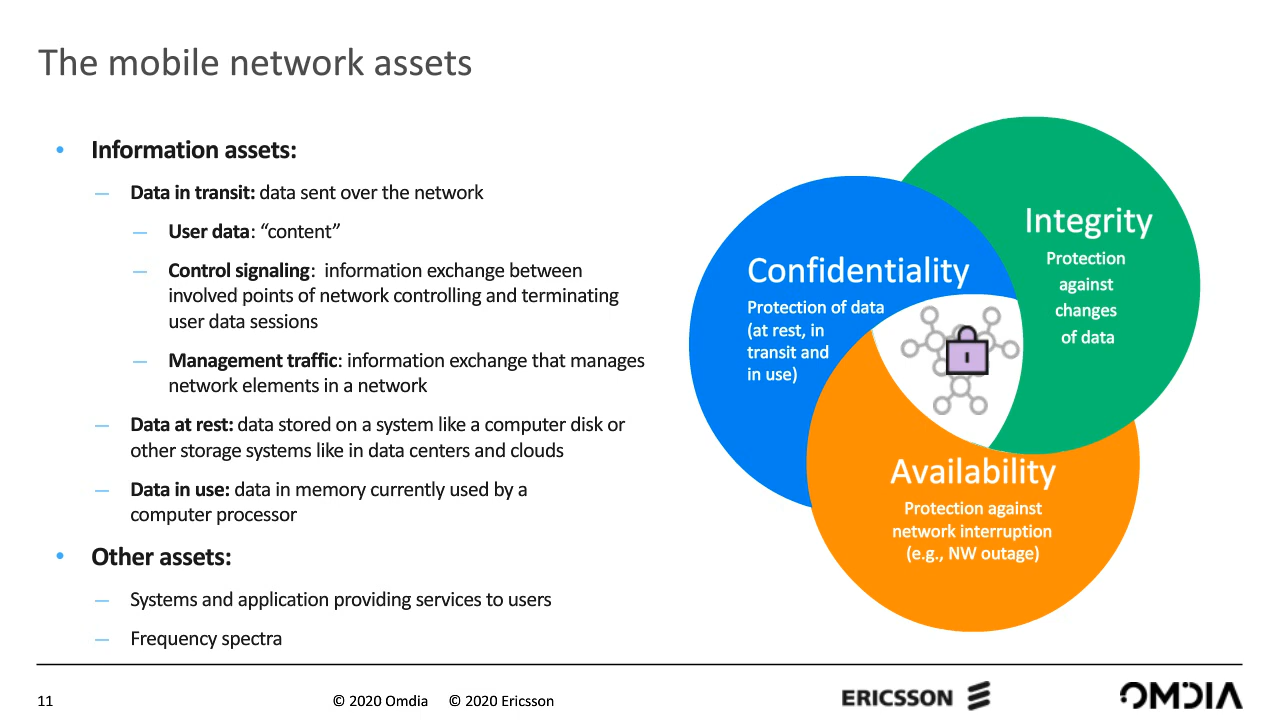 The mobile network assets
• Information assets:
— Data in transit: data sent over the network
— User data: “content”
— Control signaling:  information exchange between
involved points of network controlling and terminating
user data sessions
— Management traffic: information exchange that manages
network elements in a network
— Data at rest: data stored on a system like a computer disk or
other storage systems like in data centers and clouds
— Data in use: data in memory currently used by a
computer processor
• Other assets:
— Systems and application providing services to users
— Frequency spectra
Confidentiality
Protection of data
(at rest, in
transit and
in use)
Integrity
Protection
against
changes
of data
Availability
Protection against
network interruption
(e.g., NW outage)
11
© 2020 Omdia
© 2020 Ericsson
ERICSSON
OMDIA